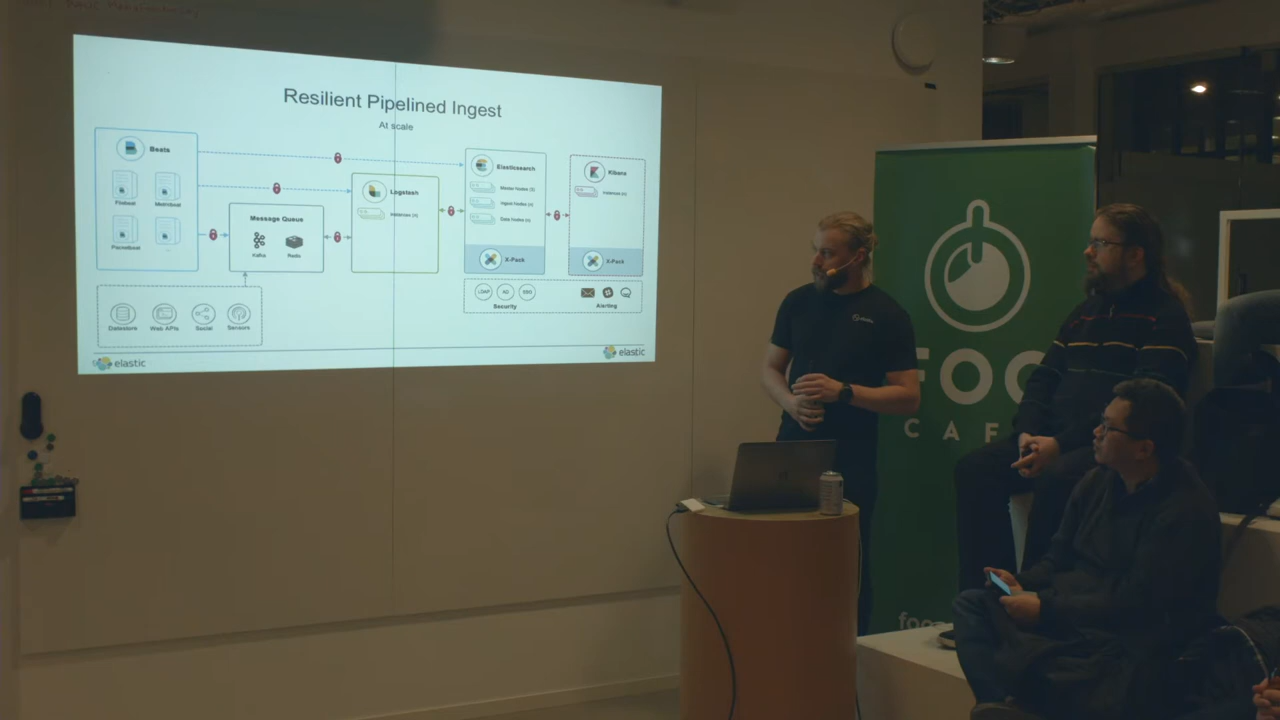 Resilient Pipelined Ingest
At scale
Beats
Filebeat
Metricbeat
Packetbeat
Message Queue
Kafka
Redis
Datastore
Web APIs
Social
Sensors
Logstash
Instances (n)
Elasticsearch
Master Nodes (3)
Ingest Nodes (n)
Data Nodes (n)
X-Pack
Kibana
Instances (n)
X-Pack
LDAP
AD
SSO
Security
Alerting
elastic
elastic
FOO
CAF
foo